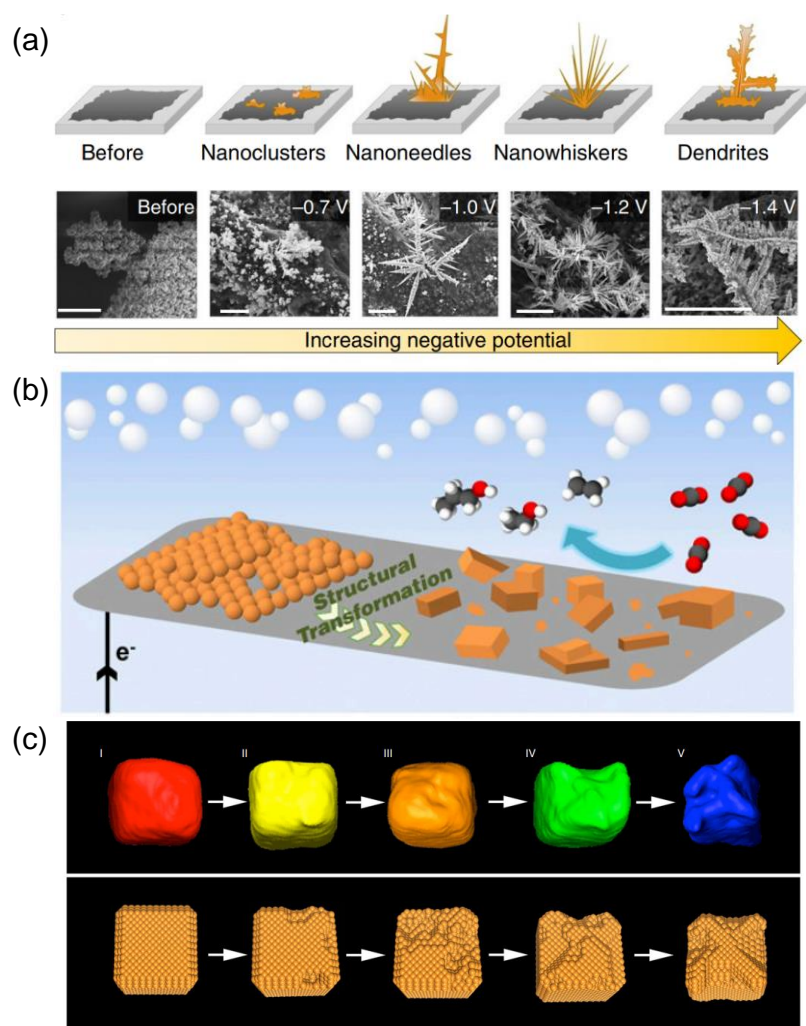 (a)
Before Nanoclusters Nanoneedles Nanowhiskers Dendrites
Before –0.7 V –1.0 V –1.2 V –1.4 V
Increasing negative potential
(b)
Structural
Transformation
e-
(c)
I II III IV V